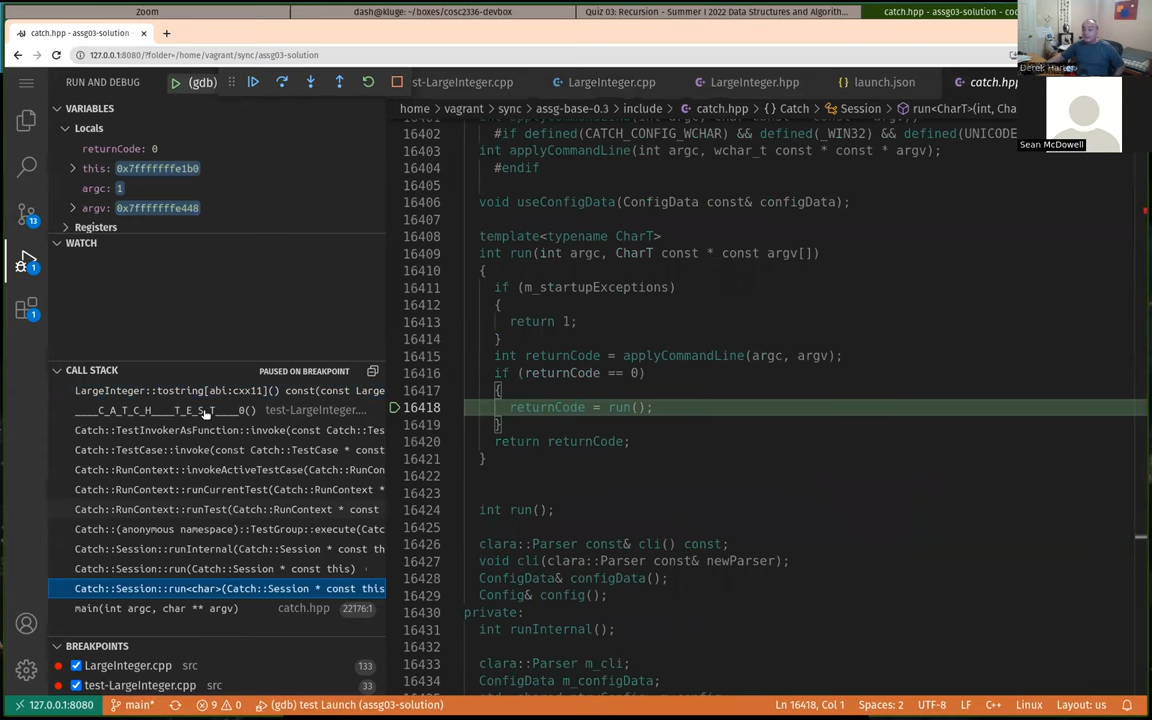 Zoom
dash@kluge: ~/boxes/cosc2336-devbox
Quiz 03: Recursion - Summer I 2022 Data Structures and Algorith...
catch.hpp - assg03-solution - cod
catch.hpp - assg03-solution
127.0.0.1:8080/?folder=/home/vagrant/sync/assg03-solution
Sean McDowell
RUN AND DEBUG
(gdb)
st-LargeInteger.cpp
LargeInteger.cpp
LargeInteger.hpp
launch.json
catch.hpp
home > vagrant > sync > assg-base-0.3 > include > catch.hpp > {} Catch > Session > run<CharT>(int, Cha
VARIABLES
Locals
returnCode: 0
this: 0x7fffffffe1b0
argc: 1
argv: 0x7fffffffe448
Registers
WATCH
CALL STACK
PAUSED ON BREAKPOINT
LargeInteger::tostring[abi:cxx11]() const(const Large
____C_A_T_C_H____T_E_S_T____0() test-LargeInteger....
Catch::TestInvokerAsFunction::invoke(const Catch::Tes
Catch::TestCase::invoke(const Catch::TestCase * const
Catch::RunContext::invokeActiveTestCase(Catch::RunCon
Catch::RunContext::runCurrentTest(Catch::RunContext *
Catch::RunContext::runTest(Catch::RunContext * const
Catch::(anonymous namespace)::TestGroup::execute(Catc
Catch::Session::runInternal(Catch::Session * const th
Catch::Session::run(Catch::Session * const this)
Catch::Session::run<char>(Catch::Session * const this
main(int argc, char ** argv) catch.hpp 22176:1
BREAKPOINTS
LargeInteger.cpp src 133
test-LargeInteger.cpp src 33
16402 #if defined(CATCH_CONFIG_WCHAR) && defined(_WIN32) && defined(UNICODE
16403 int applyCommandLine(int argc, wchar_t const * const * argv);
16404 #endif
16405
16406 void useConfigData(ConfigData const& configData);
16407
16408 template<typename CharT>
16409 int run(int argc, CharT const * const argv[])
16410 {
16411 if (m_startupExceptions)
16412 {
16413 return 1;
16414 }
16415 int returnCode = applyCommandLine(argc, argv);
16416 if (returnCode == 0)
16417 {
16418 returnCode = run();
16419 }
16420 return returnCode;
16421 }
16422
16423
16424 int run();
16425
16426 clara::Parser const& cli() const;
16427 void cli(clara::Parser const& newParser);
16428 ConfigData& configData();
16429 Config& config();
16430 private:
16431 int runInternal();
16432
16433 clara::Parser m_cli;
16434 ConfigData m_configData;
13
1
1
127.0.0.1:8080
main*
9 0
(gdb) test Launch (assg03-solution)
Ln 16418, Col 1
Spaces: 2
UTF-8
LF
C++
Linux
Layout: us